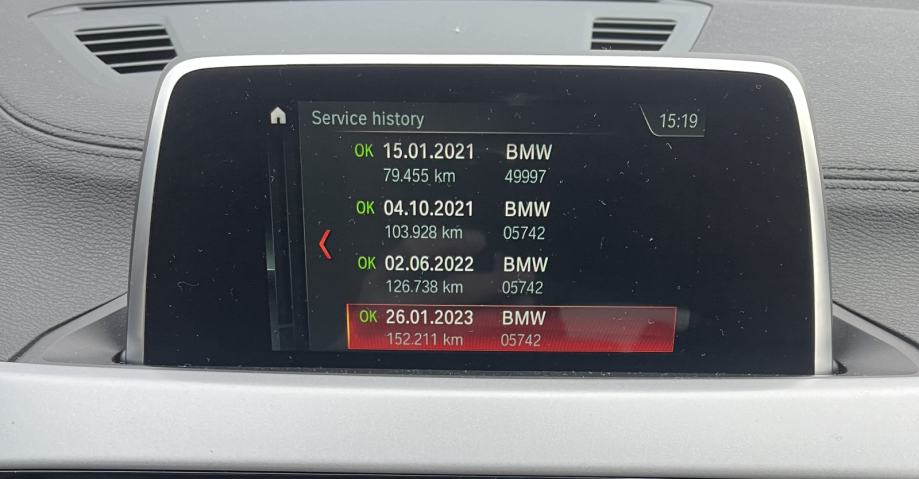 Service history 15:19
OK 15.01.2021 BMW
79.455 km 49997
OK 04.10.2021 BMW
103.928 km 05742
OK 02.06.2022 BMW
126.738 km 05742
OK 26.01.2023 BMW
152.211 km 05742